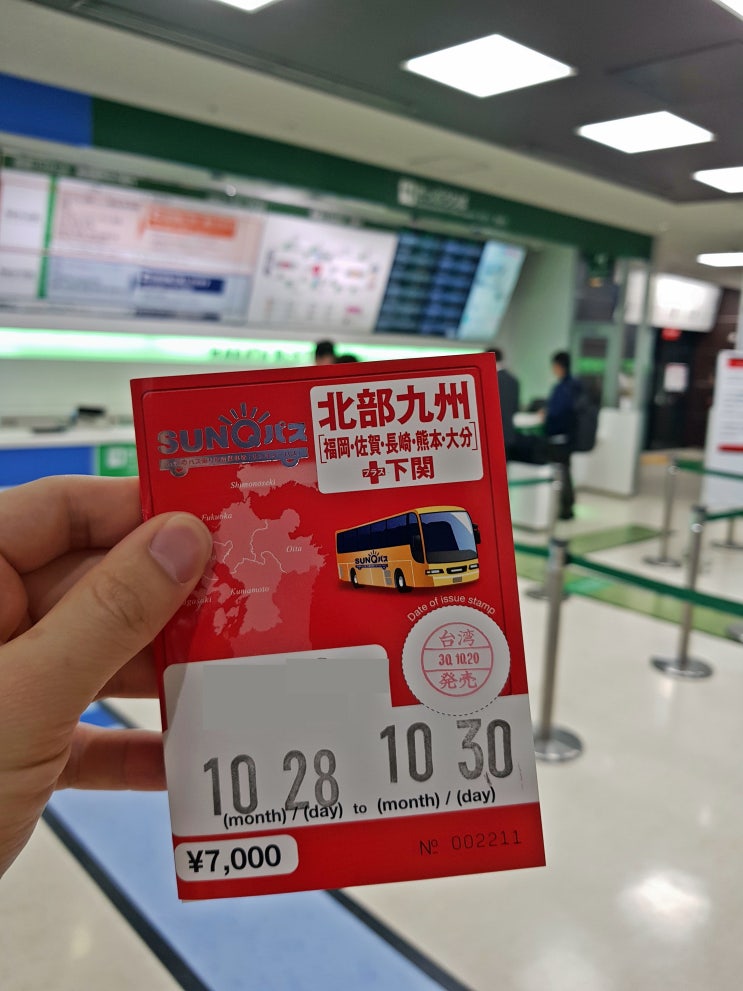 SUNQバス
北部九州
[福岡・佐賀・長崎・熊本・大分]
プラス 下関
Shimonoseki
Fukuoka
Oita
Kumamoto
SUNQバス
Date of issue stamp
台湾
30.10.20
発売
10 28 10 30
(month) / (day) to (month) / (day)
¥7,000
№ 002211